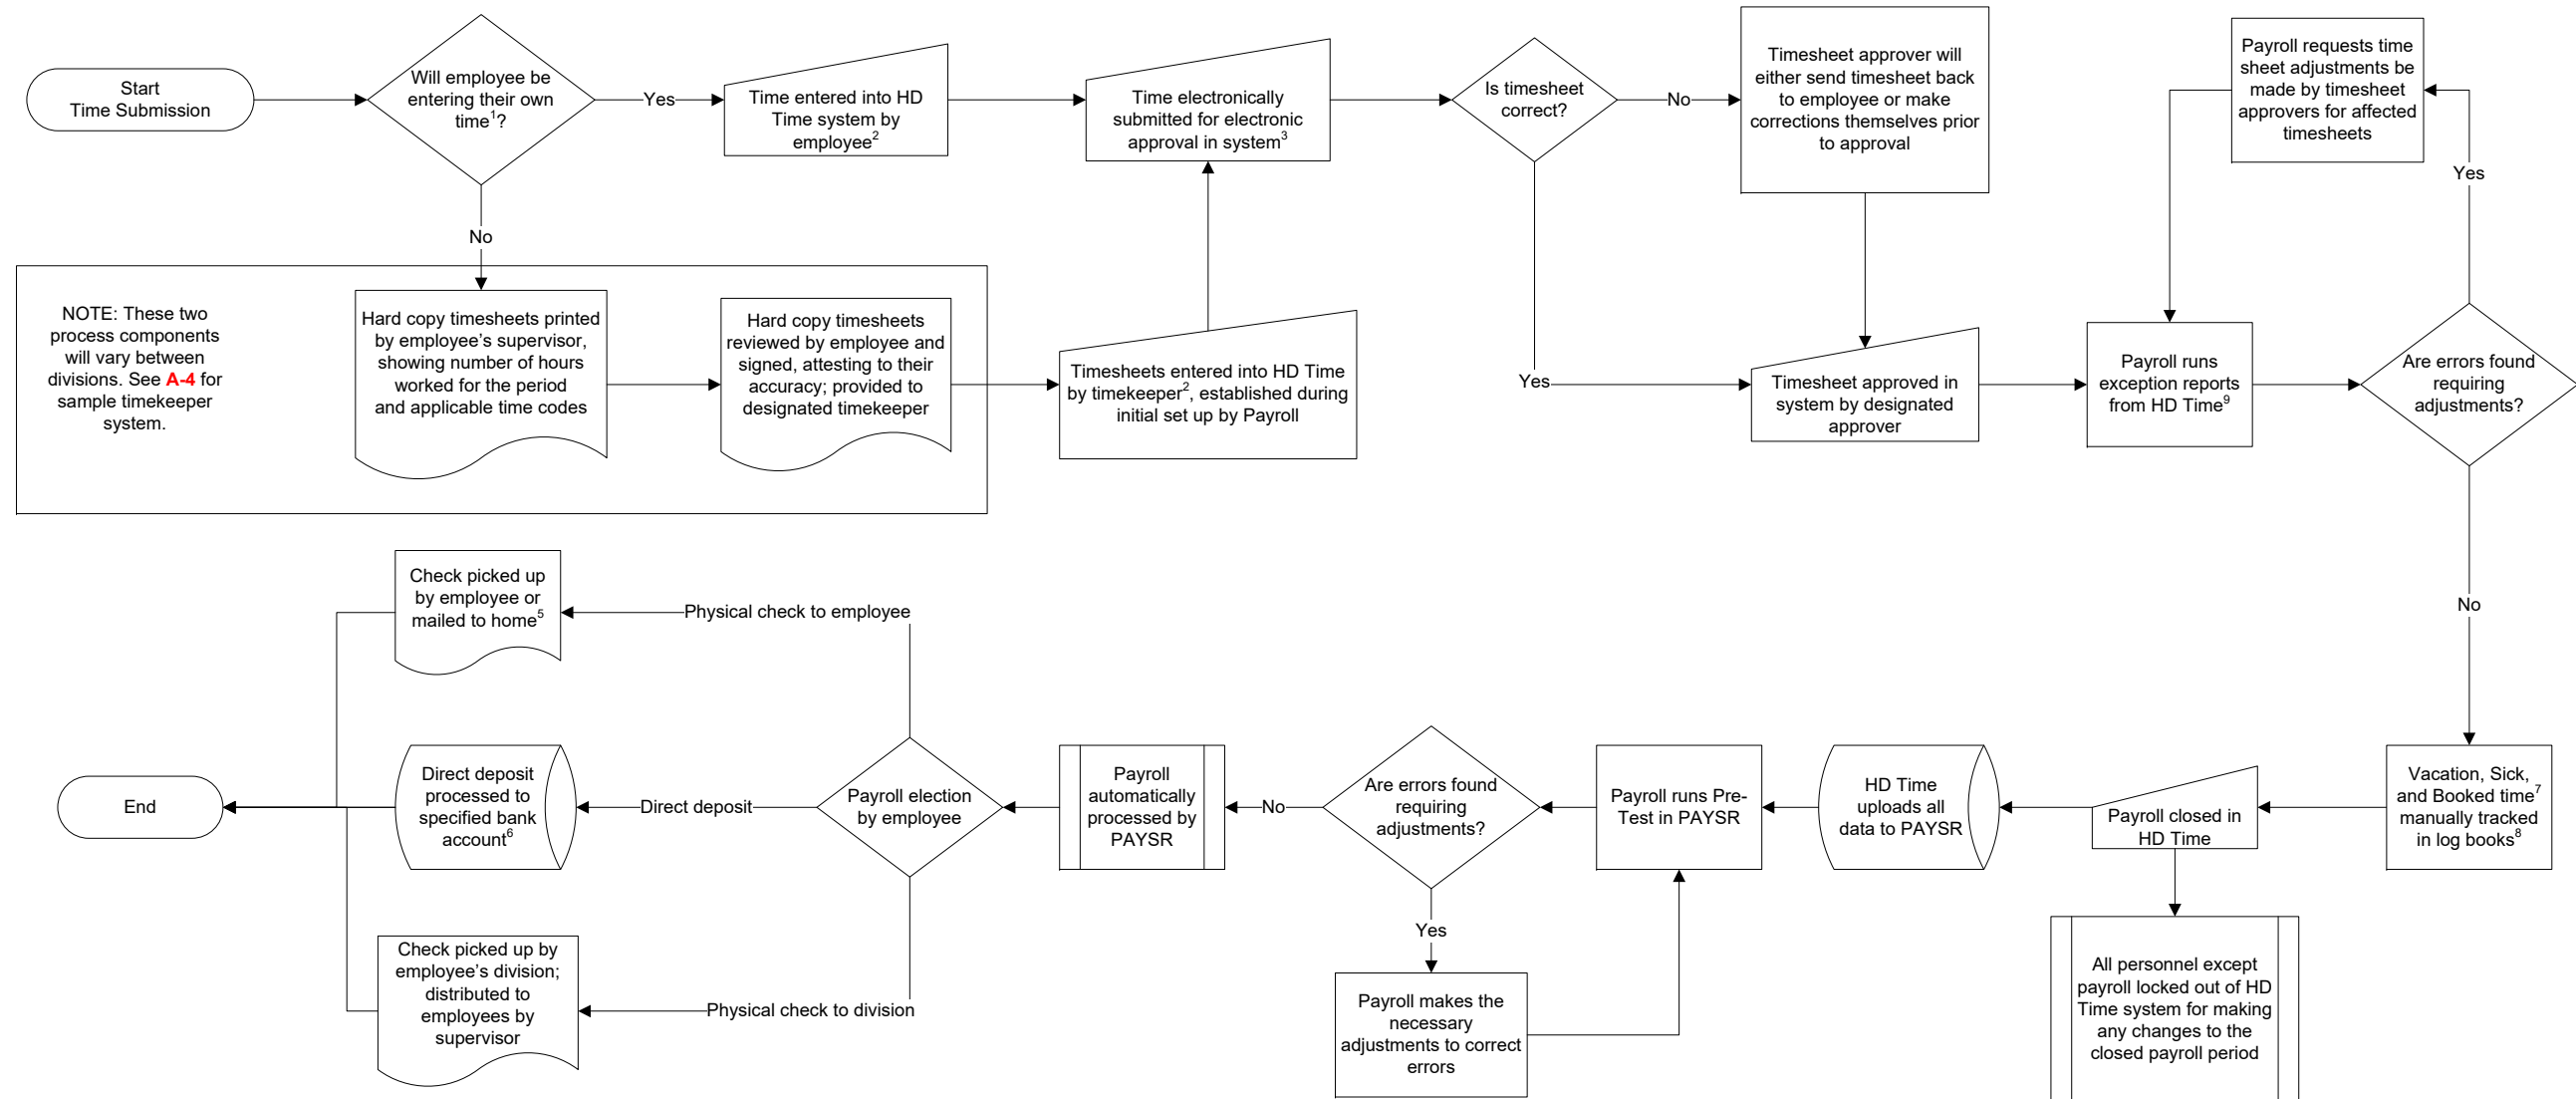 Start
Time Submission
Will employee be
entering their own
time¹?
Yes
Time entered into HD
Time system by
employee²
Time electronically
submitted for electronic
approval in system³
Is timesheet
correct?
No
Timesheet approver will
either send timesheet back
to employee or make
corrections themselves prior
to approval
Payroll requests time
sheet adjustments be
made by timesheet
approvers for affected
timesheets
Yes
No
NOTE: These two
process components
will vary between
divisions. See A-4 for
sample timekeeper
system.
Hard copy timesheets printed
by employee’s supervisor,
showing number of hours
worked for the period
and applicable time codes
Hard copy timesheets
reviewed by employee and
signed, attesting to their
accuracy; provided to
designated timekeeper
Timesheets entered into HD Time
by timekeeper², established during
initial set up by Payroll
Yes
Timesheet approved in
system by designated
approver
Payroll runs
exception reports
from HD Time⁹
Are errors found
requiring
adjustments?
No
Check picked up
by employee or
mailed to home⁵
Physical check to employee
End
Direct deposit
processed to
specified bank
account⁶
Direct deposit
Payroll election
by employee
Payroll
automatically
processed by
PAYSR
No
Are errors found
requiring
adjustments?
Payroll runs Pre-
Test in PAYSR
HD Time
uploads all
data to PAYSR
Payroll closed in
HD Time
Vacation, Sick,
and Booked time⁷
manually tracked
in log books⁸
Yes
Check picked up by
employee’s division;
distributed to
employees by
supervisor
Physical check to division
Payroll makes the
necessary
adjustments to correct
errors
All personnel except
payroll locked out of HD
Time system for making
any changes to the
closed payroll period